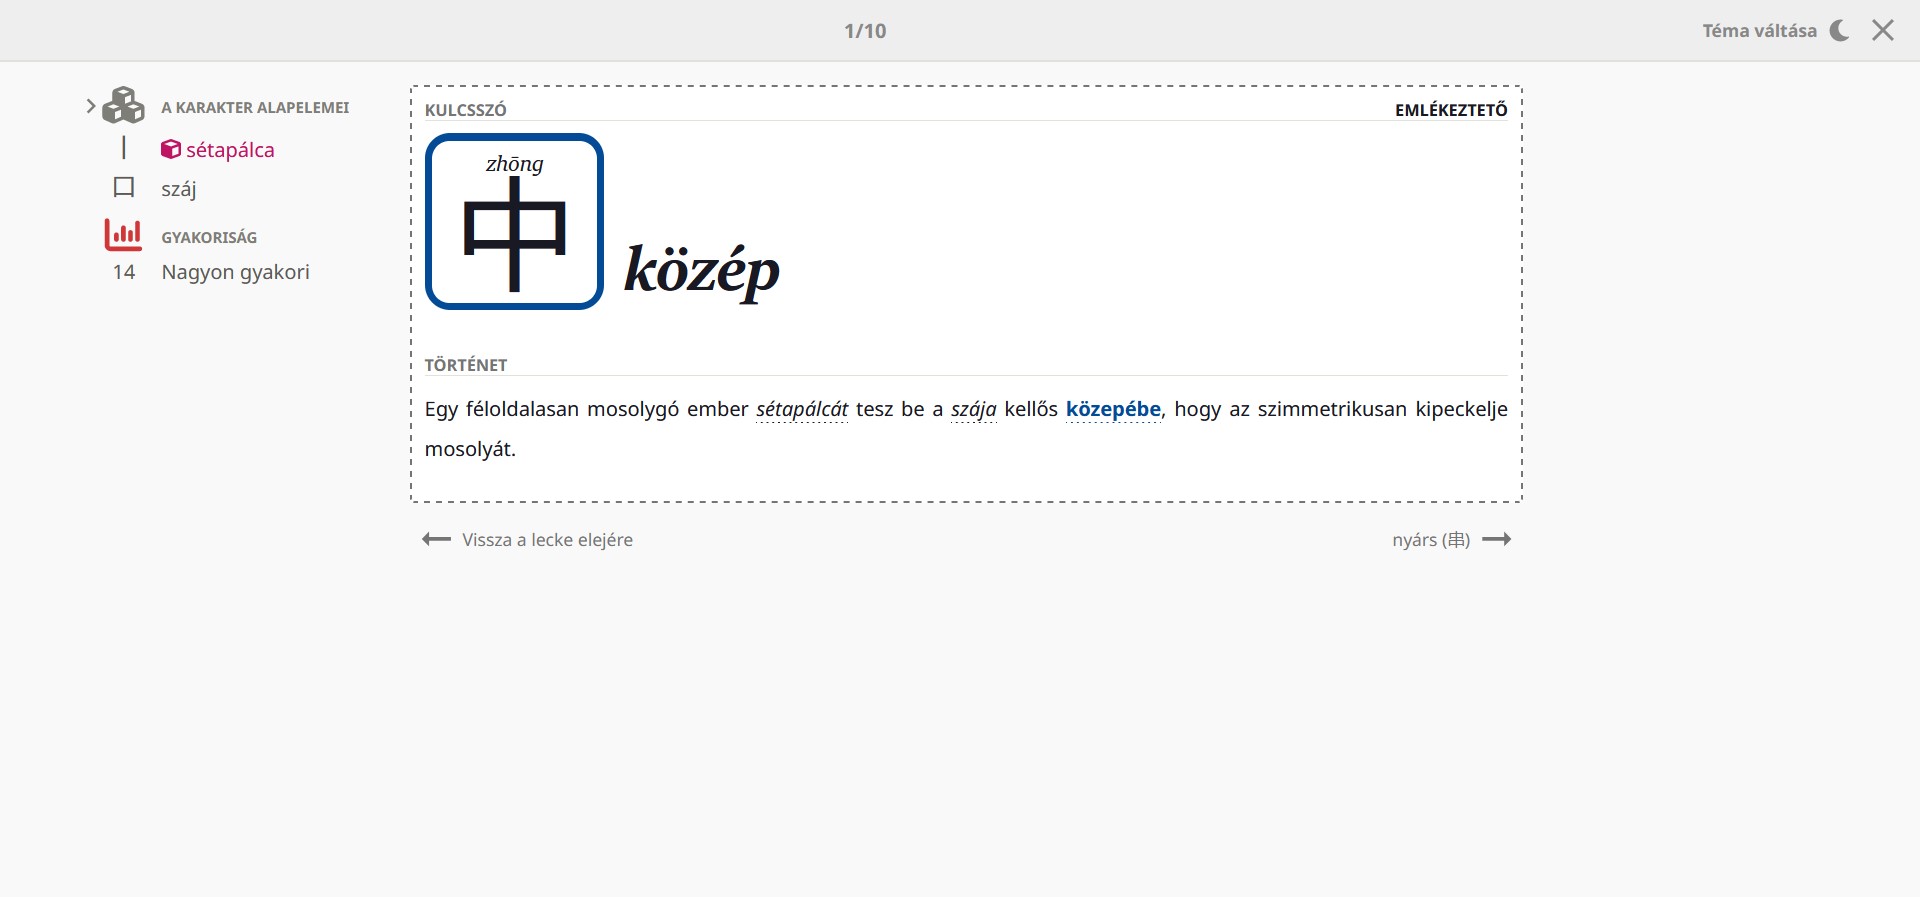 1/10
Téma váltása
A KARAKTER ALAPELEMEI
| sétapálca
口 száj
GYAKORISÁG
14 Nagyon gyakori
KULCSSZÓ EMLÉKEZTETŐ
zhōng
中 közép
TÖRTÉNET
Egy féloldalasan mosolygó ember sétapálcát tesz be a szája kellős közepébe, hogy az szimmetrikusan kipeckelje
mosolyát.
Vissza a lecke elejére
nyárs (串)